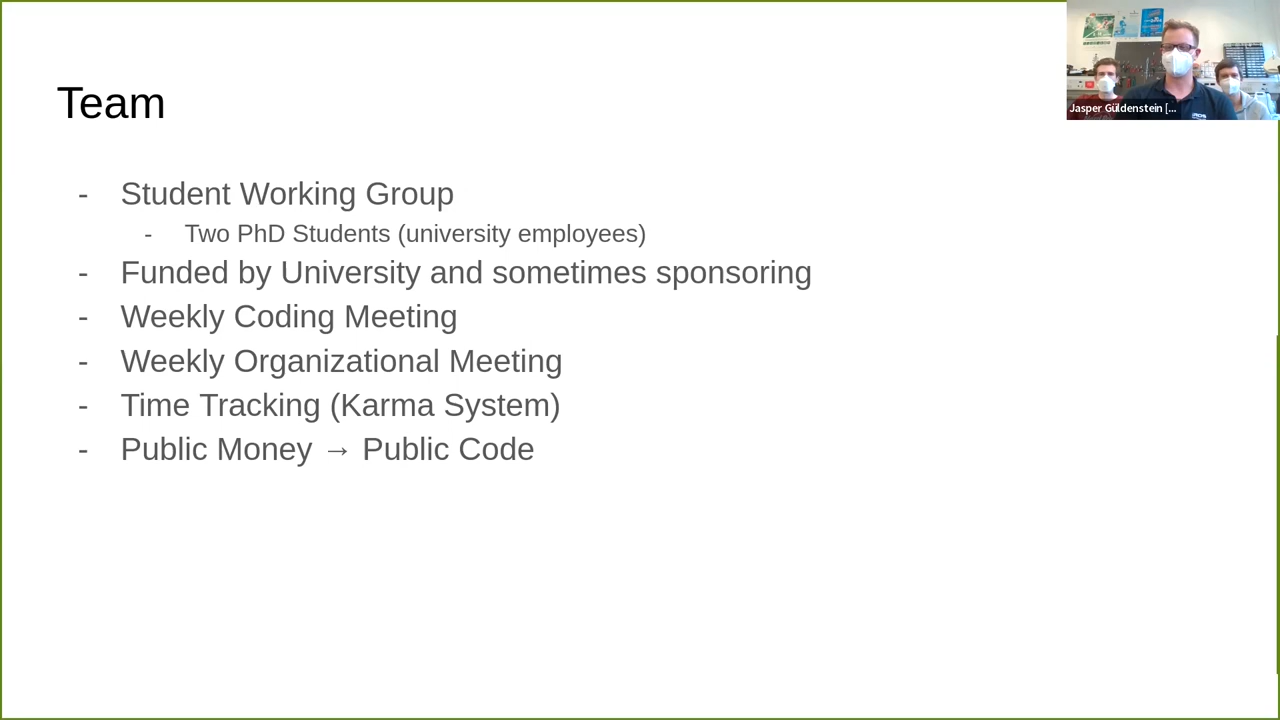 Team
- Student Working Group
- Two PhD Students (university employees)
- Funded by University and sometimes sponsoring
- Weekly Coding Meeting
- Weekly Organizational Meeting
- Time Tracking (Karma System)
- Public Money → Public Code
Jasper Güldenstein [...